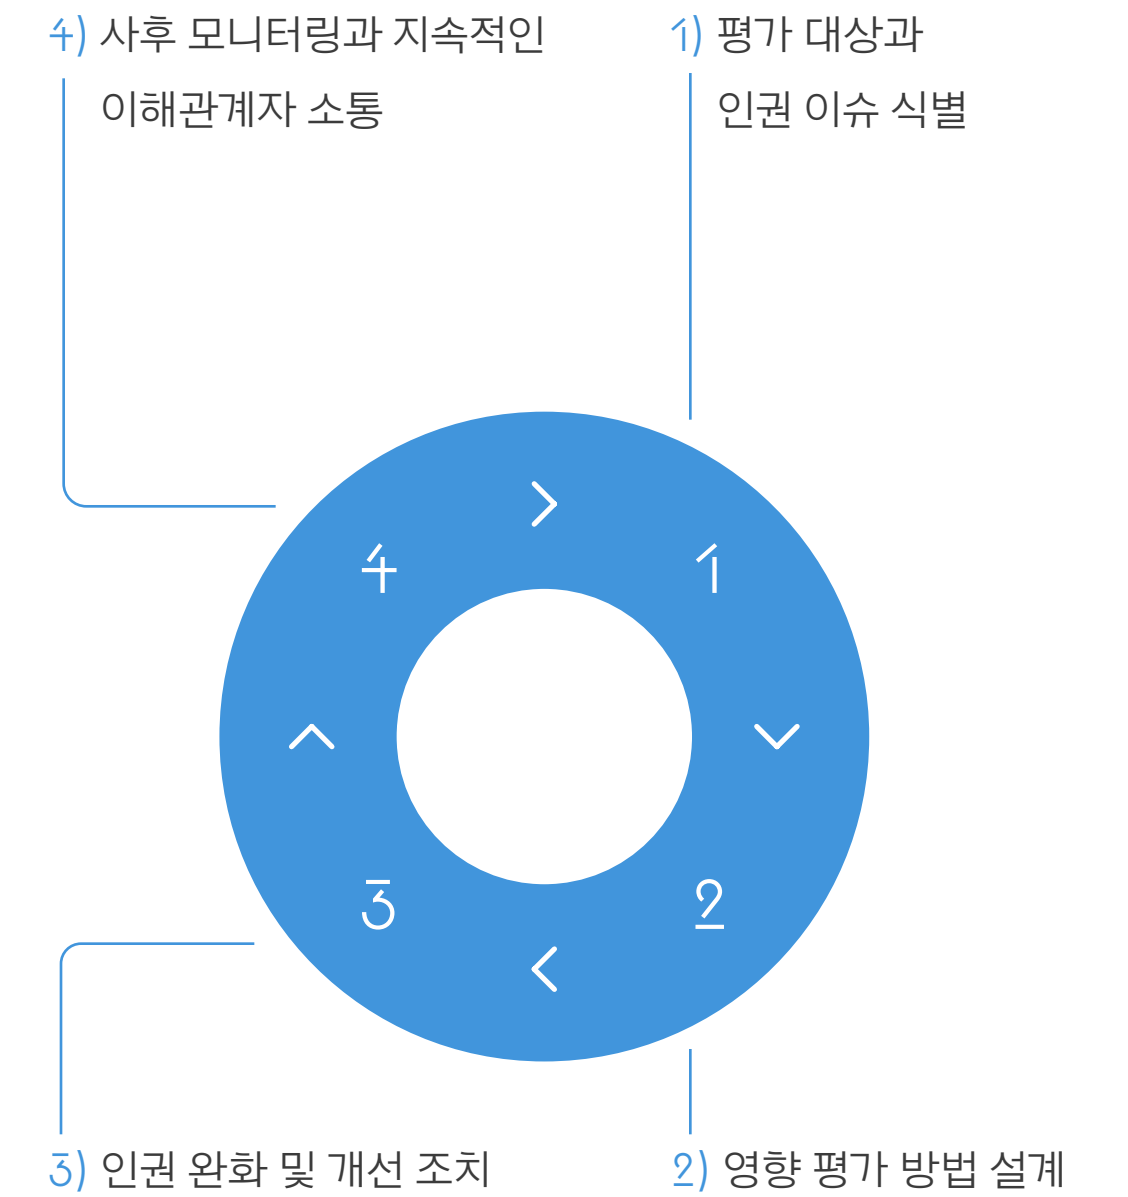 4) 사후 모니터링과 지속적인
이해관계자 소통
1) 평가 대상과
인권 이슈 식별
4
1
3
2
3) 인권 완화 및 개선 조치
2) 영향 평가 방법 설계